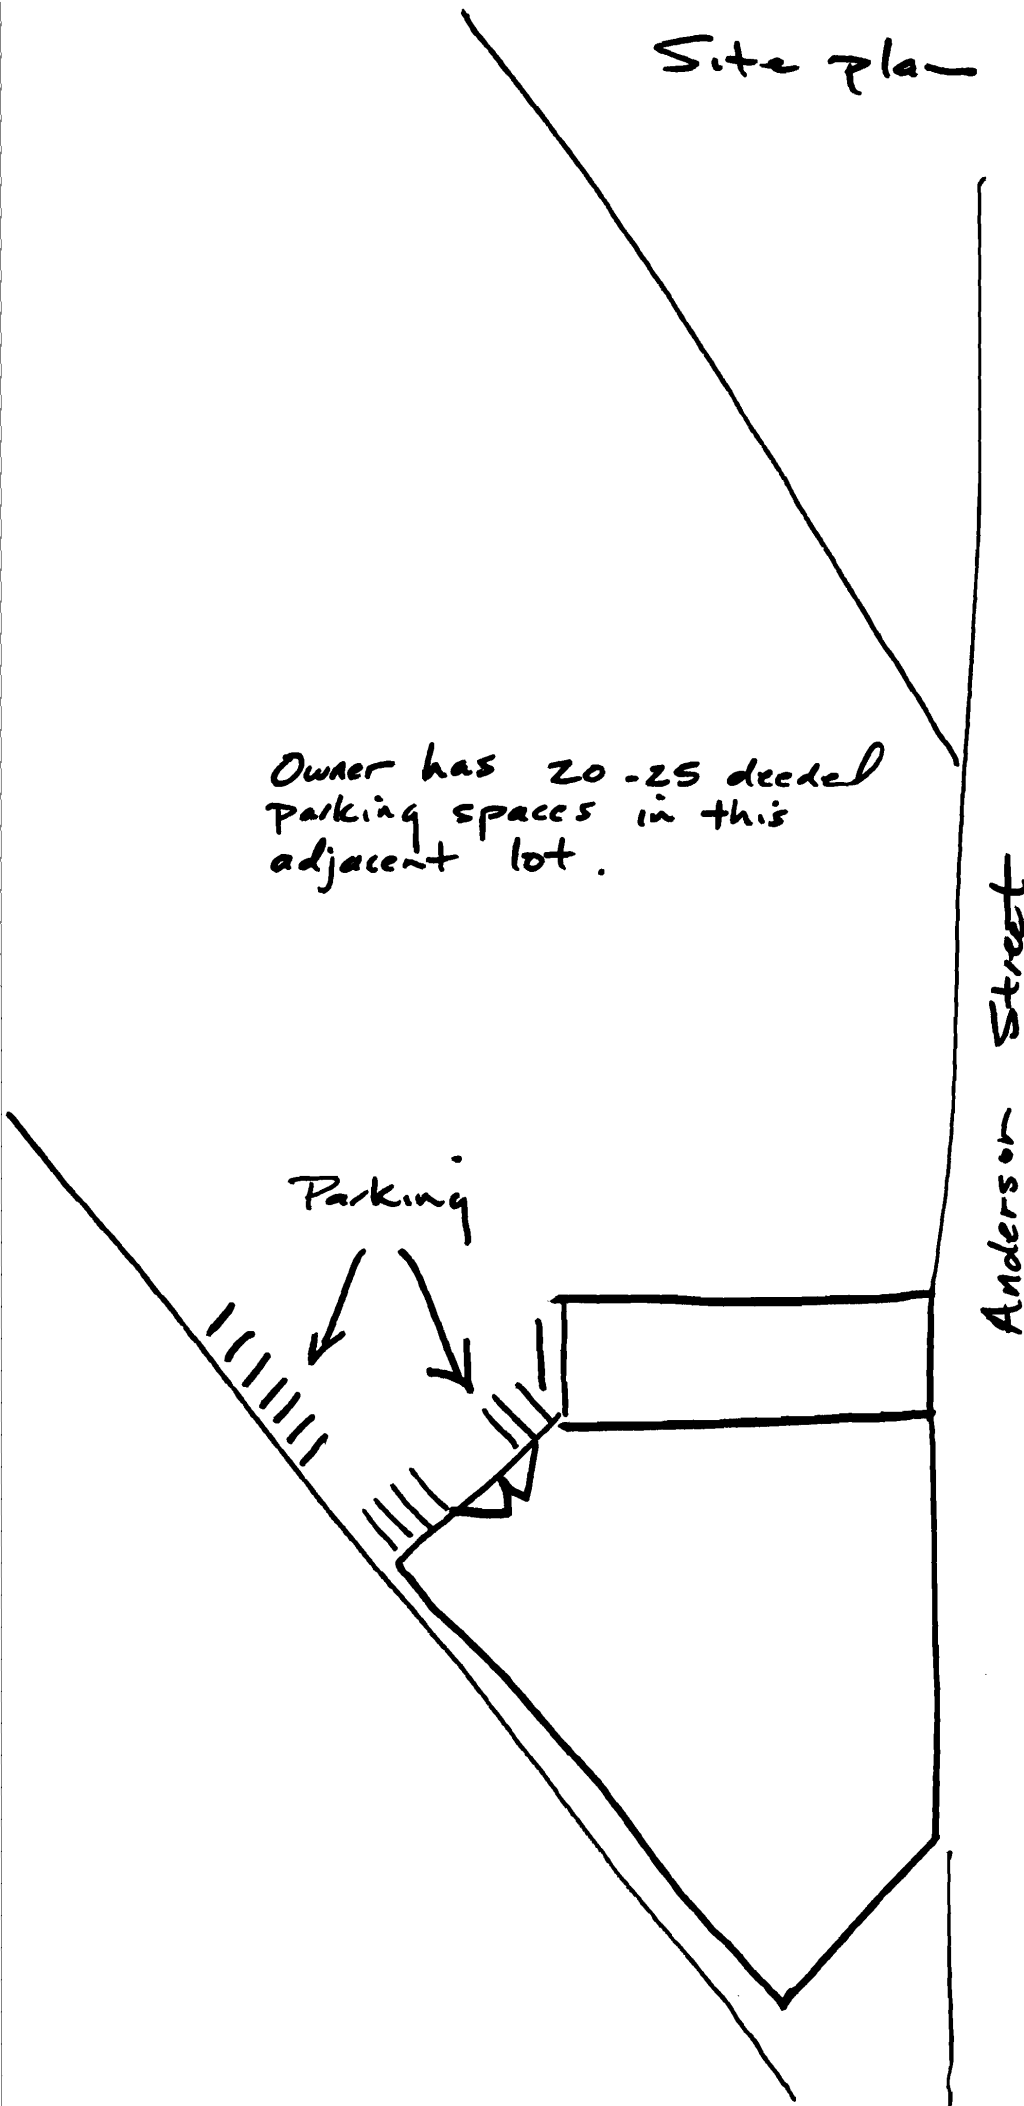 Site plan
Owner has 20-25 deeded
parking spaces in this
adjacent lot.
Anderson Street
Parking